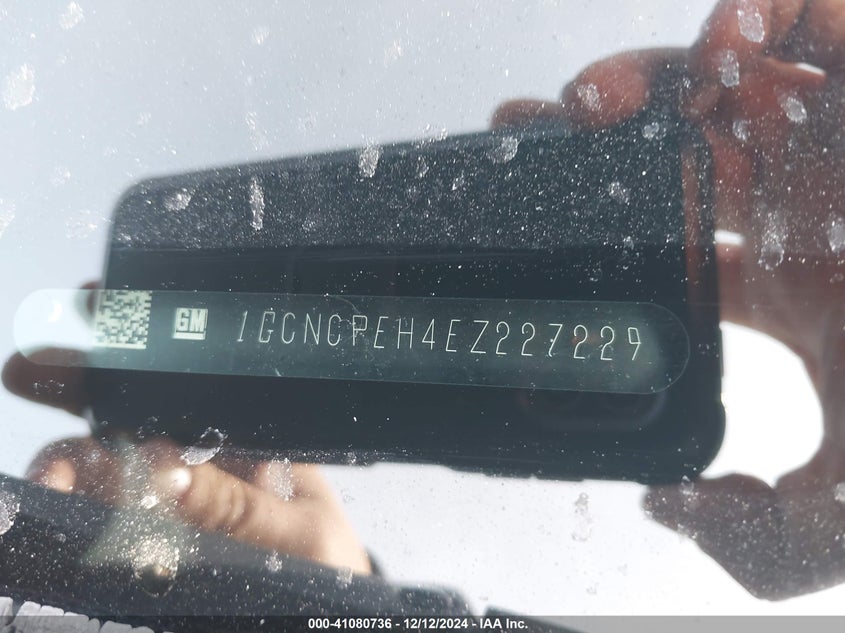 GM 1GCNCPEH4EZ227229
000-41080736 - 12/12/2024 - IAA Inc.